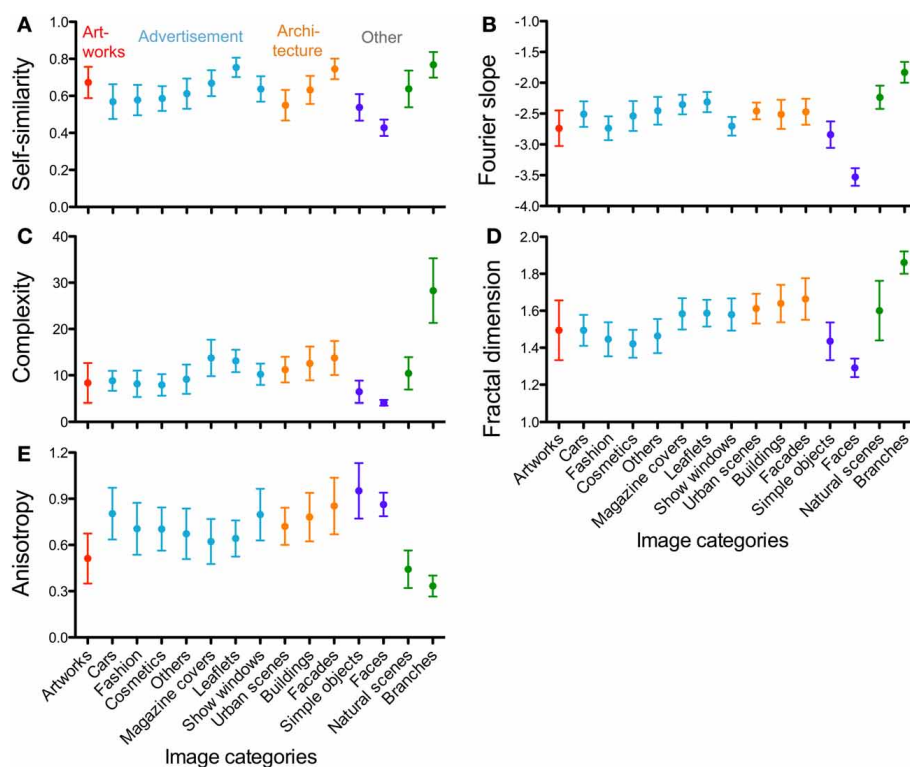 A
Art-
works
Advertisement
Archi-
tecture
Other
Self-similarity
1.0
0.8
0.6
0.4
0.2
0.0
B
Fourier slope
-1.0
-1.5
-2.0
-2.5
-3.0
-3.5
-4.0
C
Complexity
40
30
20
10
0
D
Fractal dimension
2.0
1.8
1.6
1.4
1.2
1.0
Artworks
Cars
Fashion
Cosmetics
Others
Magazine covers
Leaflets
Show windows
Urban scenes
Buildings
Facades
Simple objects
Faces
Natural scenes
Branches
Image categories
E
Anisotropy
1.2
0.9
0.6
0.3
0.0
Artworks
Cars
Fashion
Cosmetics
Others
Magazine covers
Leaflets
Show windows
Urban scenes
Buildings
Facades
Simple objects
Faces
Natural scenes
Branches
Image categories